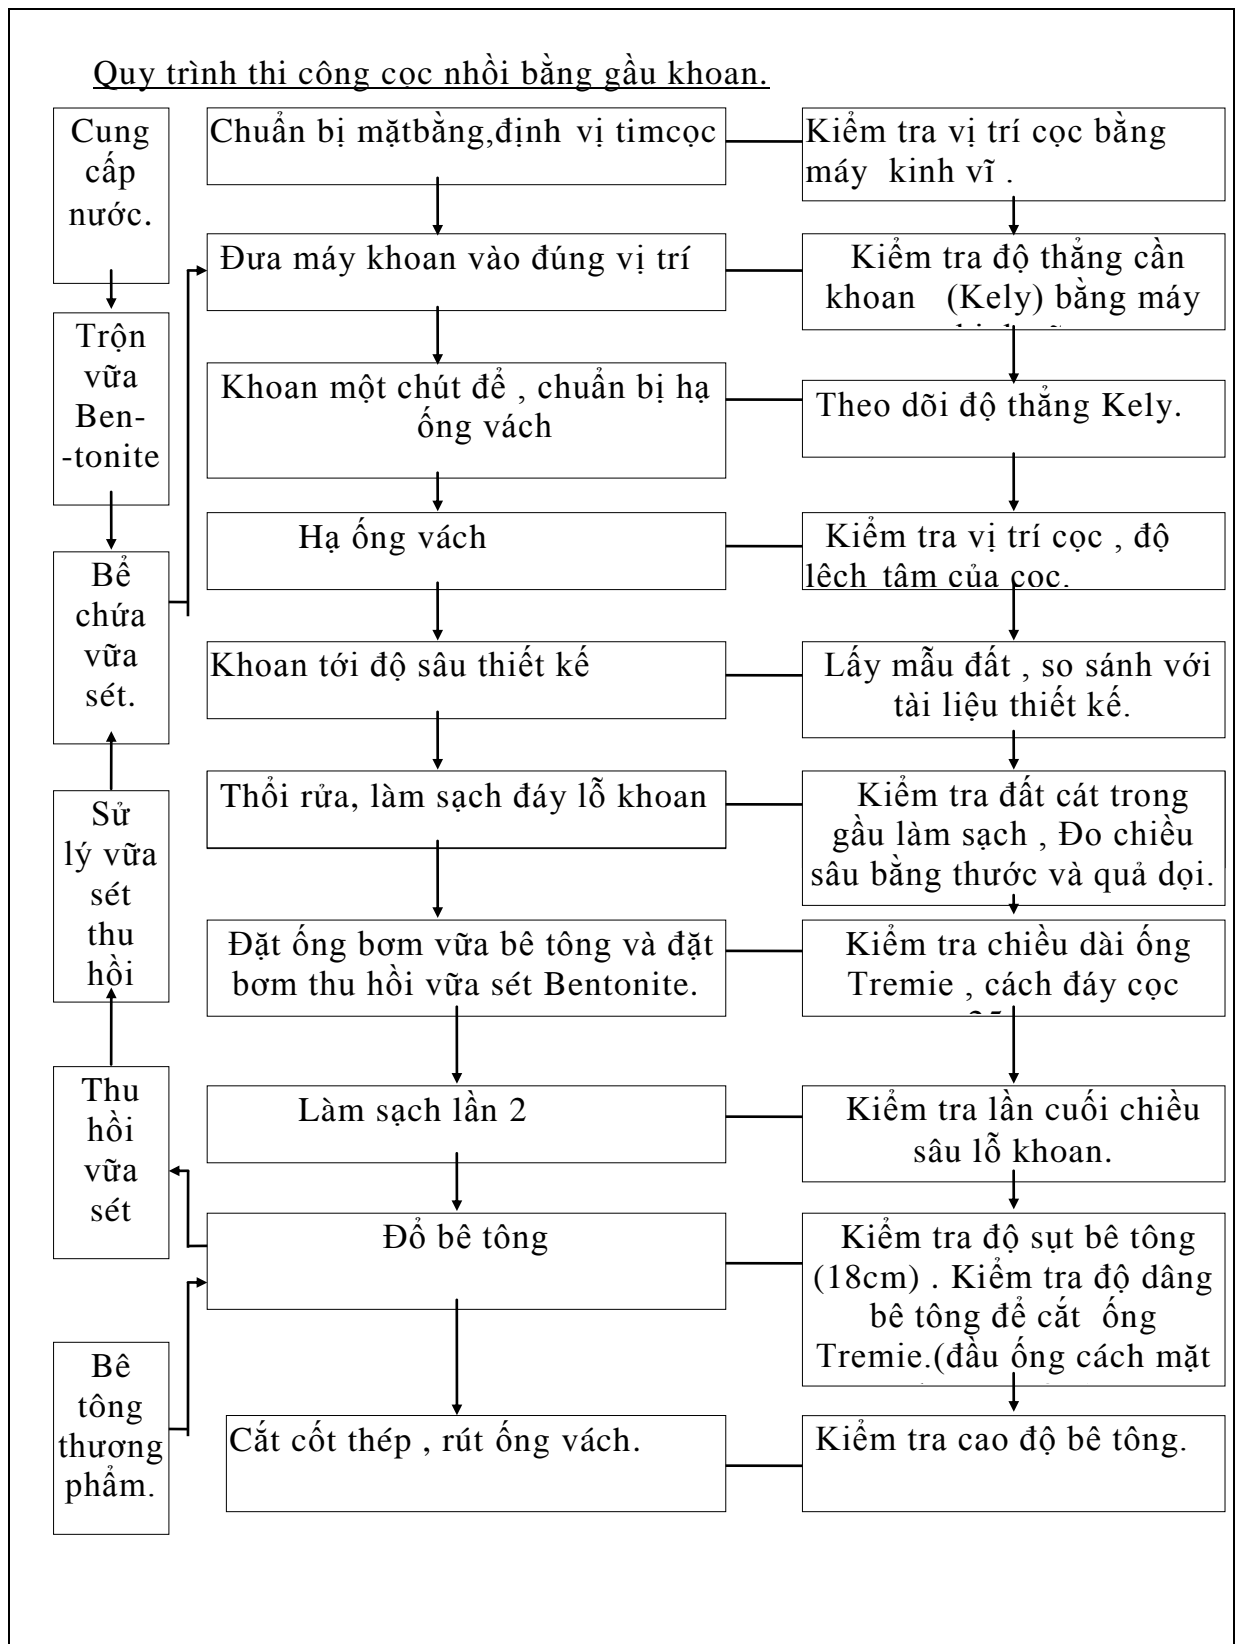 Quy trình thi công cọc nhồi bằng gầu khoan.
Cung
cấp
nước.
Trộn
vữa
Ben-
-tonite
Bể
chứa
vữa
sét.
Sử
lý vữa
sét
thu
hồi
Thu
hồi
vữa
sét
Bê
tông
thương
phẩm.
Chuẩn bị mặtbằng,định vị timcọc
Đưa máy khoan vào đúng vị trí
Khoan một chút để , chuẩn bị hạ
ống vách
Hạ ống vách
Khoan tới độ sâu thiết kế
Thổi rửa, làm sạch đáy lỗ khoan
Đặt ống bơm vữa bê tông và đặt
bơm thu hồi vữa sét Bentonite.
Làm sạch lần 2
Đổ bê tông
Cắt cốt thép , rút ống vách.
Kiểm tra vị trí cọc bằng
máy kinh vĩ .
Kiểm tra độ thẳng cần
khoan (Kely) bằng máy
Theo dõi độ thẳng Kely.
Kiểm tra vị trí cọc , độ
lêch tâm của coc.
Lấy mẫu đất , so sánh với
tài liệu thiết kế.
Kiểm tra đất cát trong
gầu làm sạch , Đo chiều
sâu bằng thước và quả dọi.
Kiểm tra chiều dài ống
Tremie , cách đáy cọc
Kiểm tra lần cuối chiều
sâu lỗ khoan.
Kiểm tra độ sụt bê tông
(18cm) . Kiểm tra độ dâng
bê tông để cắt ống
Tremie.(đầu ống cách mặt
Kiểm tra cao độ bê tông.